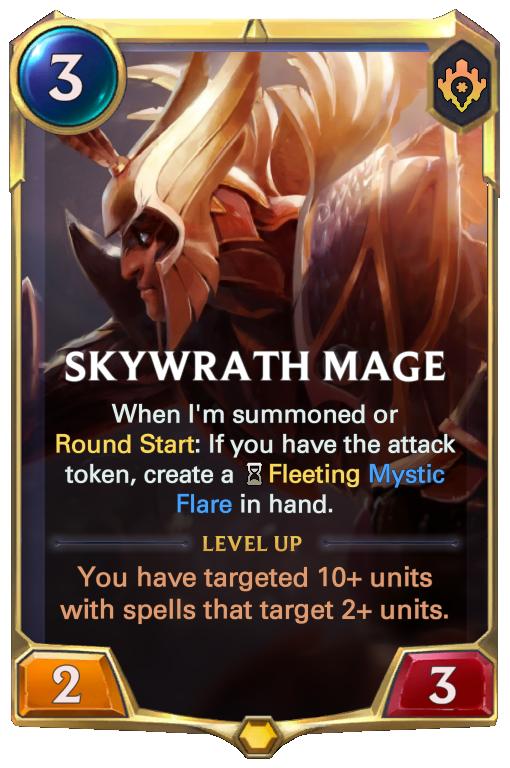 3
SKYWRATH MAGE
When I'm summoned or
Round Start: If you have the attack
token, create a Fleeting Mystic
Flare in hand.
LEVEL UP
You have targeted 10+ units
with spells that target 2+ units.
2
3